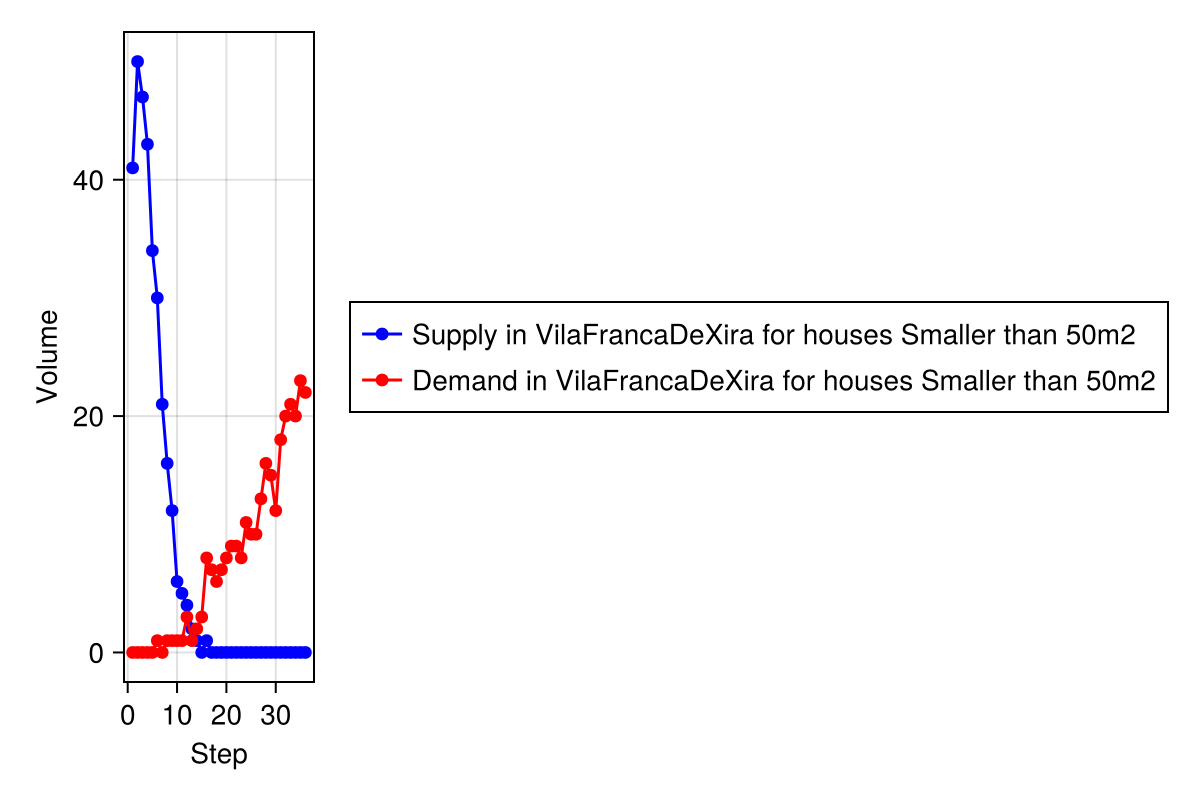 Volume
40
20
0
0 10 20 30
Step
Supply in VilaFrancaDeXira for houses Smaller than 50m2
Demand in VilaFrancaDeXira for houses Smaller than 50m2